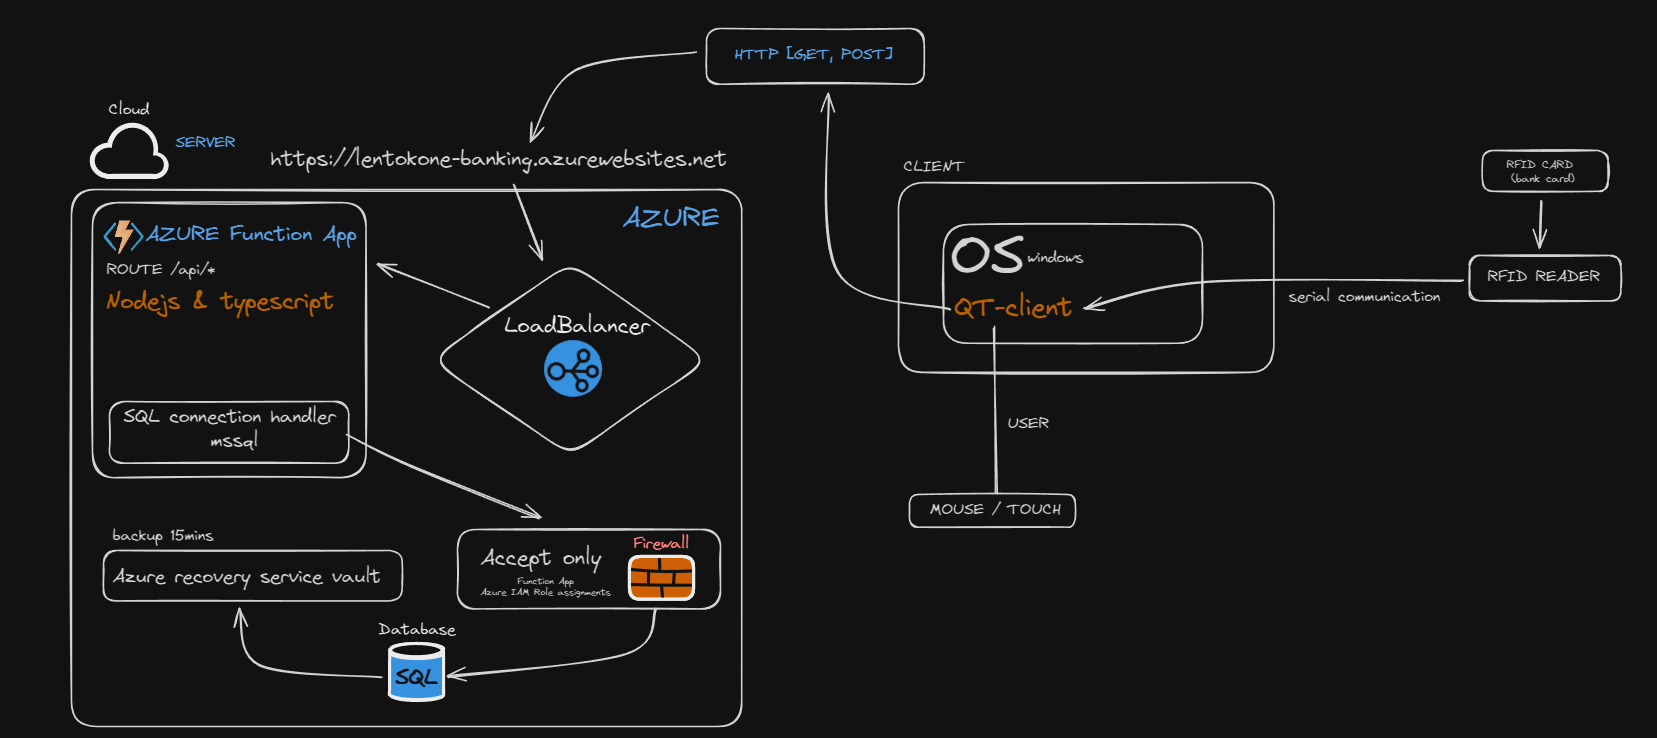 HTTP [GET, POST]
Cloud
SERVER
https://lentokone-banking.azurewebsites.net
AZURE
AZURE Function App
ROUTE /api/*
Nodejs & typescript
SQL connection handler
mssql
LoadBalancer
backup 15mins
Azure recovery service vault
Accept only
Function App
Azure IAM Role assignments
Firewall
Database
SQL
CLIENT
OS windows
QT-client
USER
MOUSE / TOUCH
serial communication
RFID CARD
(bank card)
RFID READER